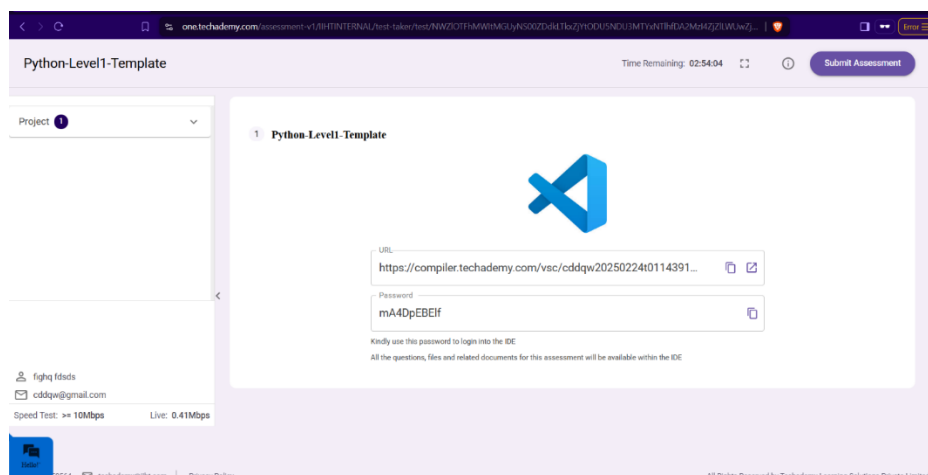 one.techademy.com/assessment-v1/IIHTINTERNAL/test-taker/test/
Error
Python-Level1-Template
Time Remaining: 02:54:04
Submit Assessment
Project 1
1 Python-Level1-Template
URL
https://compiler.techademy.com/vsc/cddqw20250224t0114391...
Password
mA4DpEBElf
Kindly use this password to login into the IDE
All the questions, files and related documents for this assessment will be available within the IDE
fighq fdsds
cddqw@gmail.com
Speed Test: >= 10Mbps Live: 0.41Mbps
Hello!